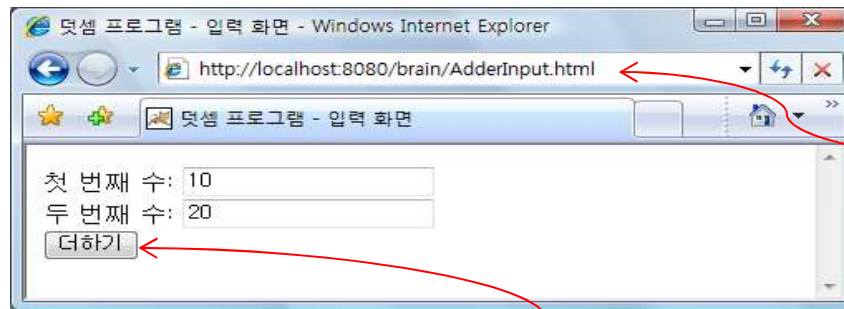 덧셈 프로그램 - 입력 화면 - Windows Internet Explorer
http://localhost:8080/brain/AdderInput.html
덧셈 프로그램 - 입력 화면
첫 번째 수: 10
두 번째 수: 20
더하기